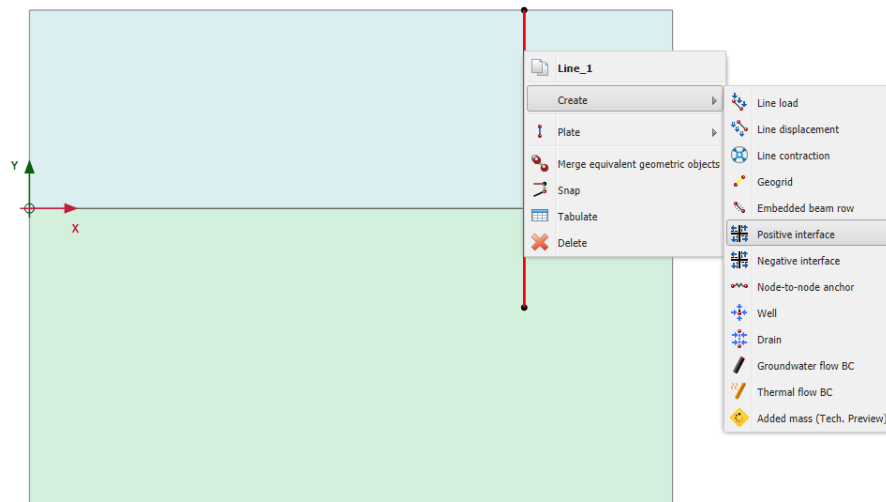 Line_1
Create
Plate
Merge equivalent geometric objects
Snap
Tabulate
Delete
Line load
Line displacement
Line contraction
Geogrid
Embedded beam row
Positive interface
Negative interface
Node-to-node anchor
Well
Drain
Groundwater flow BC
Thermal flow BC
Added mass (Tech. Preview)
Y
X